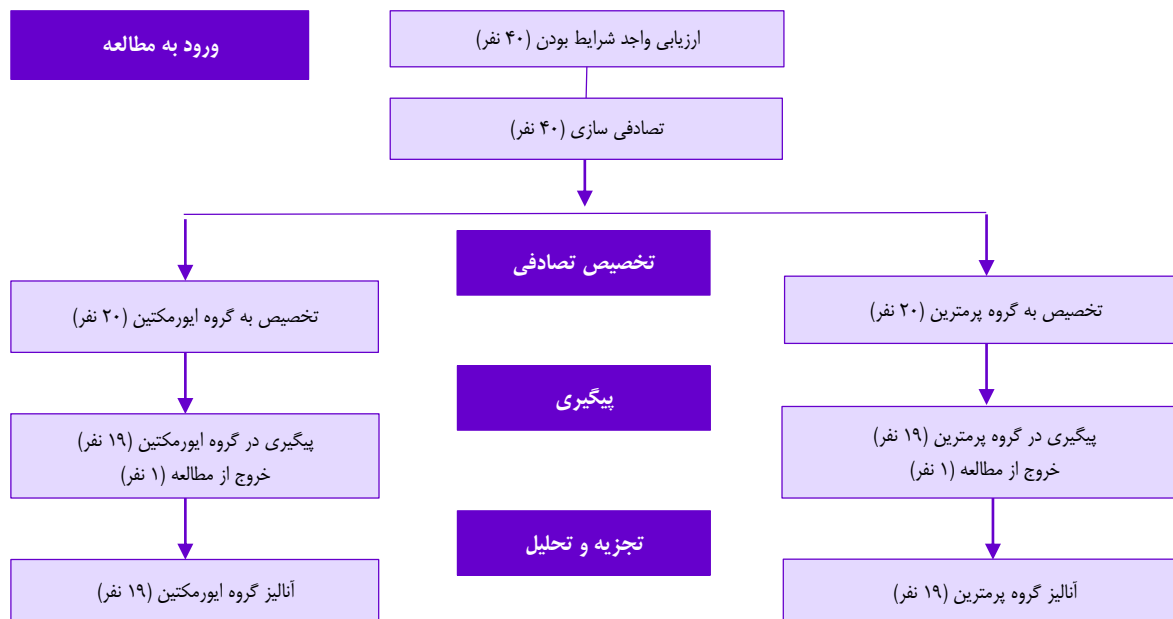 ورود به مطالعه
ارزیابی واجد شرایط بودن (۴۰ نفر)
تصادفی سازی (۴۰ نفر)
تخصیص تصادفی
تخصیص به گروه پرمترین (۲۰ نفر)
تخصیص به گروه ایورمکتین (۲۰ نفر)
پیگیری
پیگیری در گروه پرمترین (۱۹ نفر)
خروج از مطالعه (۱ نفر)
پیگیری در گروه ایورمکتین (۱۹ نفر)
خروج از مطالعه (۱ نفر)
تجزیه و تحلیل
آنالیز گروه پرمترین (۱۹ نفر)
آنالیز گروه ایورمکتین (۱۹ نفر)